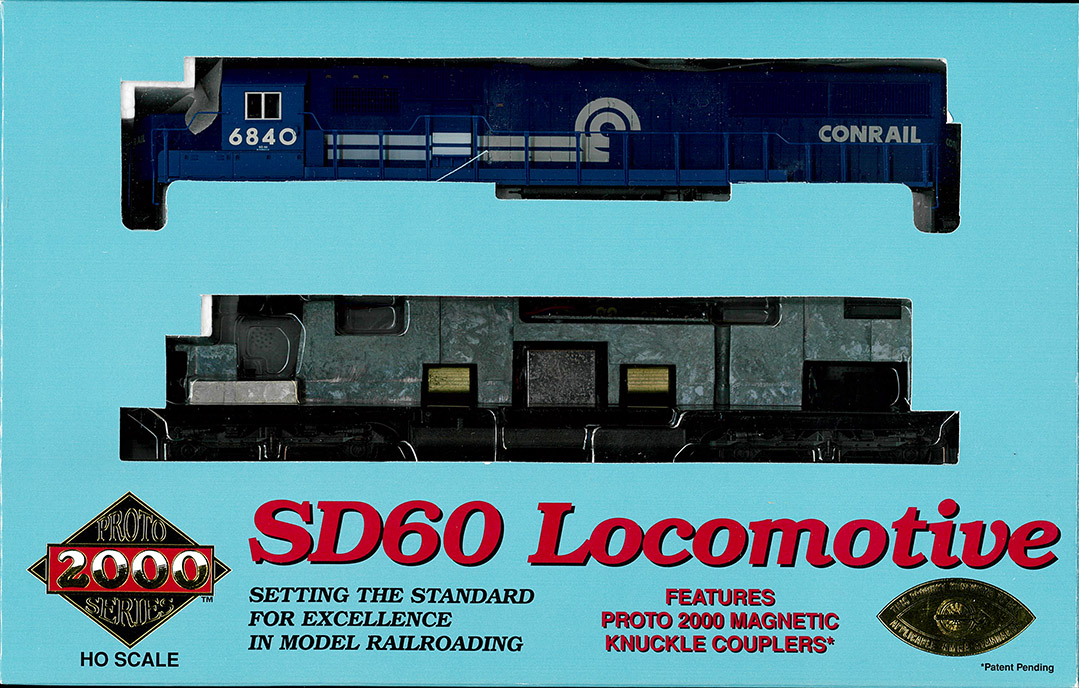 6840
CONRAIL
SD60 Locomotive
PROTO
2000
SERIES
TM
HO SCALE
SETTING THE STANDARD
FOR EXCELLENCE
IN MODEL RAILROADING
FEATURES
PROTO 2000 MAGNETIC
KNUCKLE COUPLERS*
*Patent Pending